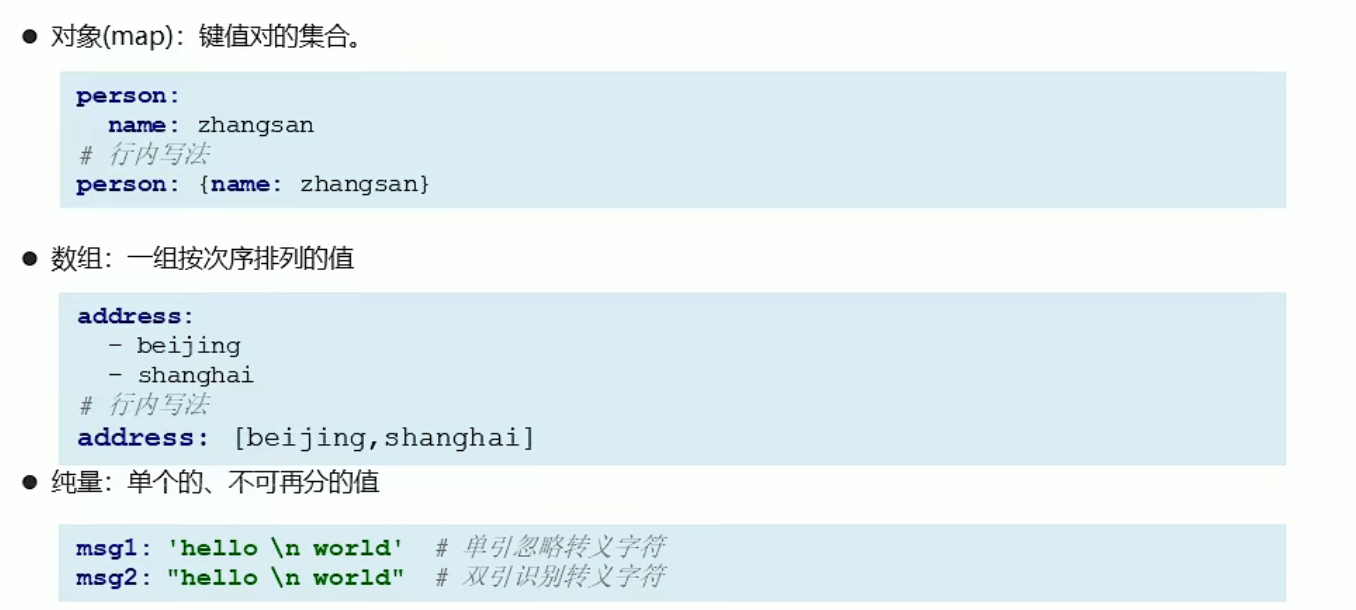 ● 对象(map)：键值对的集合。
person:
  name: zhangsan
# 行内写法
person: {name: zhangsan}
● 数组：一组按次序排列的值
address:
  - beijing
  - shanghai
# 行内写法
address: [beijing,shanghai]
● 纯量：单个的、不可再分的值
msg1: 'hello \n world'  # 单引忽略转义字符
msg2: "hello \n world"  # 双引识别转义字符